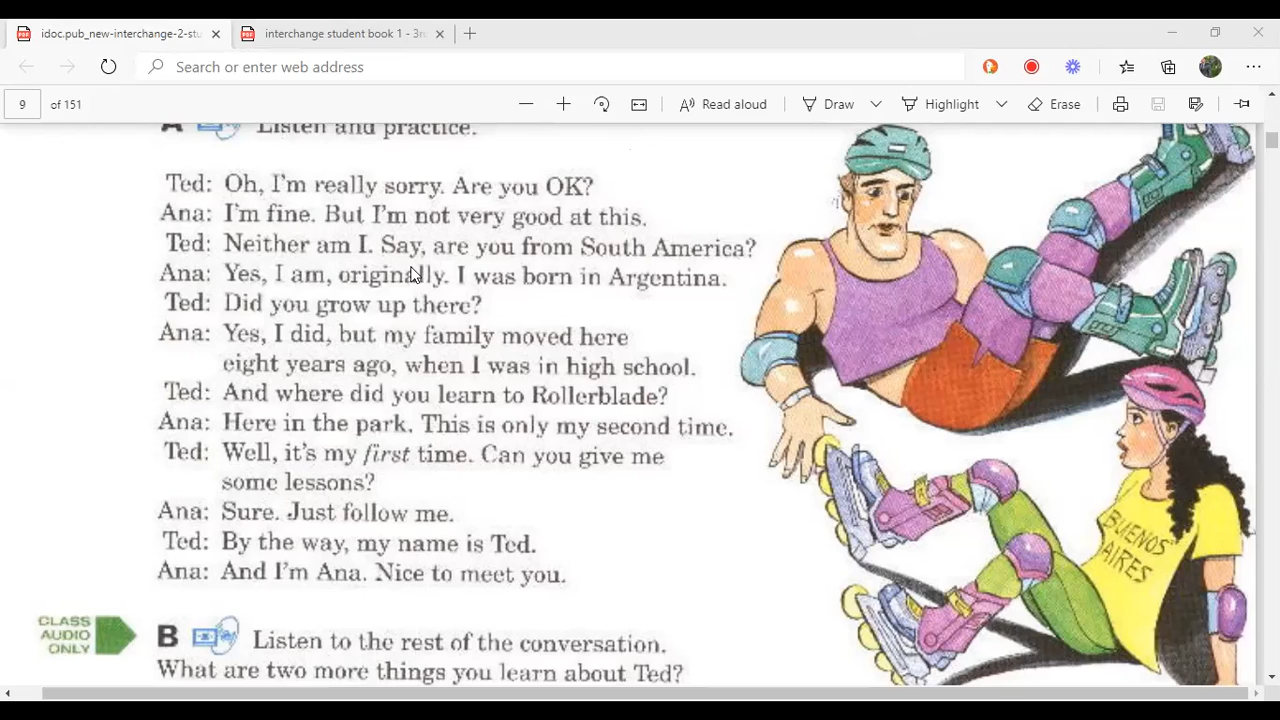 idoc.pub_new-interchange-2-stu
interchange student book 1 - 3r
Search or enter web address
9 of 151
Read aloud
Draw
Highlight
Erase
A Listen and practice.
Ted: Oh, I'm really sorry. Are you OK?
Ana: I'm fine. But I'm not very good at this.
Ted: Neither am I. Say, are you from South America?
Ana: Yes, I am, originally. I was born in Argentina.
Ted: Did you grow up there?
Ana: Yes, I did, but my family moved here
eight years ago, when I was in high school.
Ted: And where did you learn to Rollerblade?
Ana: Here in the park. This is only my second time.
Ted: Well, it's my first time. Can you give me
some lessons?
Ana: Sure. Just follow me.
Ted: By the way, my name is Ted.
Ana: And I'm Ana. Nice to meet you.
BUENOS
AIRES
CLASS
AUDIO
ONLY
B Listen to the rest of the conversation.
What are two more things you learn about Ted?